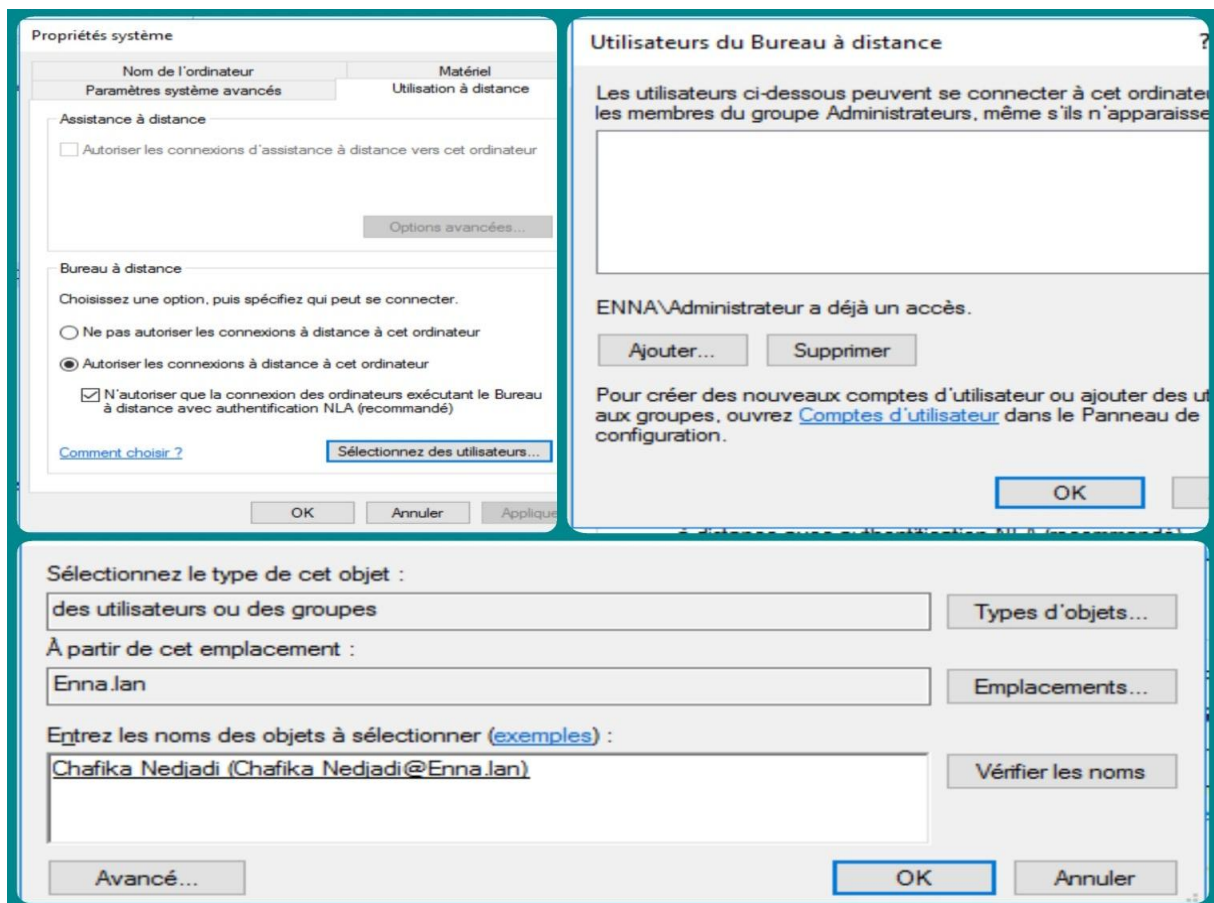 Propriétés système
Nom de l'ordinateur
Matériel
Paramètres système avancés
Utilisation à distance
Assistance à distance
Autoriser les connexions d'assistance à distance vers cet ordinateur
Options avancées...
Bureau à distance
Choisissez une option, puis spécifiez qui peut se connecter.
Ne pas autoriser les connexions à distance à cet ordinateur
Autoriser les connexions à distance à cet ordinateur
N'autoriser que la connexion des ordinateurs exécutant le Bureau
à distance avec authentification NLA (recommandé)
Comment choisir ?
Sélectionnez des utilisateurs...
OK
Annuler
Applique
Utilisateurs du Bureau à distance
?
Les utilisateurs ci-dessous peuvent se connecter à cet ordinate
les membres du groupe Administrateurs, même s'ils n'apparaisse
ENNA\Administrateur a déjà un accès.
Ajouter...
Supprimer
Pour créer des nouveaux comptes d'utilisateur ou ajouter des ut
aux groupes, ouvrez Comptes d'utilisateur dans le Panneau de
configuration.
OK
Sélectionnez le type de cet objet :
des utilisateurs ou des groupes
Types d'objets...
À partir de cet emplacement :
Enna.lan
Emplacements...
Entrez les noms des objets à sélectionner (exemples) :
Chafika Nedjadi (Chafika Nedjadi@Enna.lan)
Vérifier les noms
Avancé...
OK
Annuler